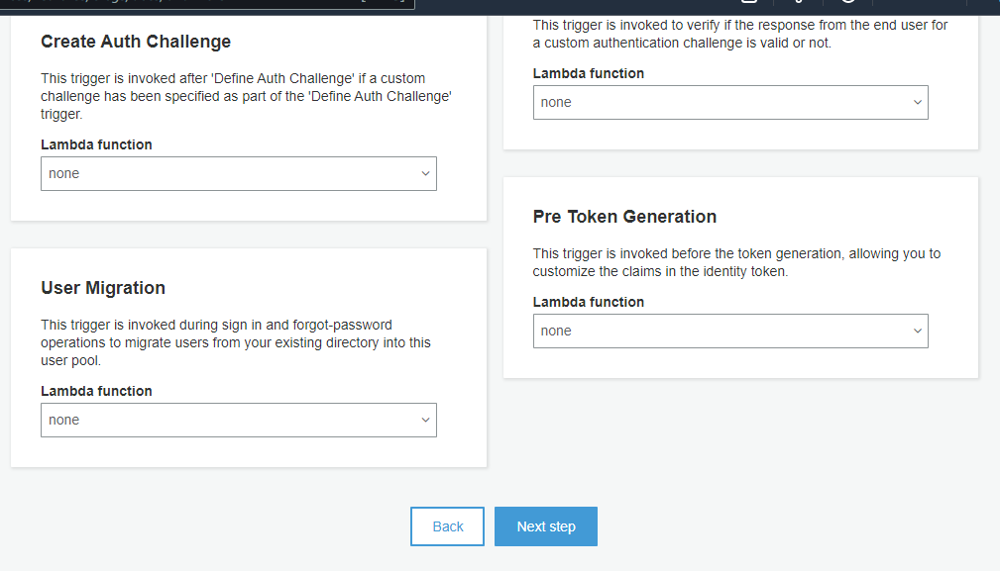 Create Auth Challenge
This trigger is invoked after 'Define Auth Challenge' if a custom
challenge has been specified as part of the 'Define Auth Challenge'
trigger.
Lambda function
none
User Migration
This trigger is invoked during sign in and forgot-password
operations to migrate users from your existing directory into this
user pool.
Lambda function
none
This trigger is invoked to verify if the response from the end user for
a custom authentication challenge is valid or not.
Lambda function
none
Pre Token Generation
This trigger is invoked before the token generation, allowing you to
customize the claims in the identity token.
Lambda function
none
Back
Next step